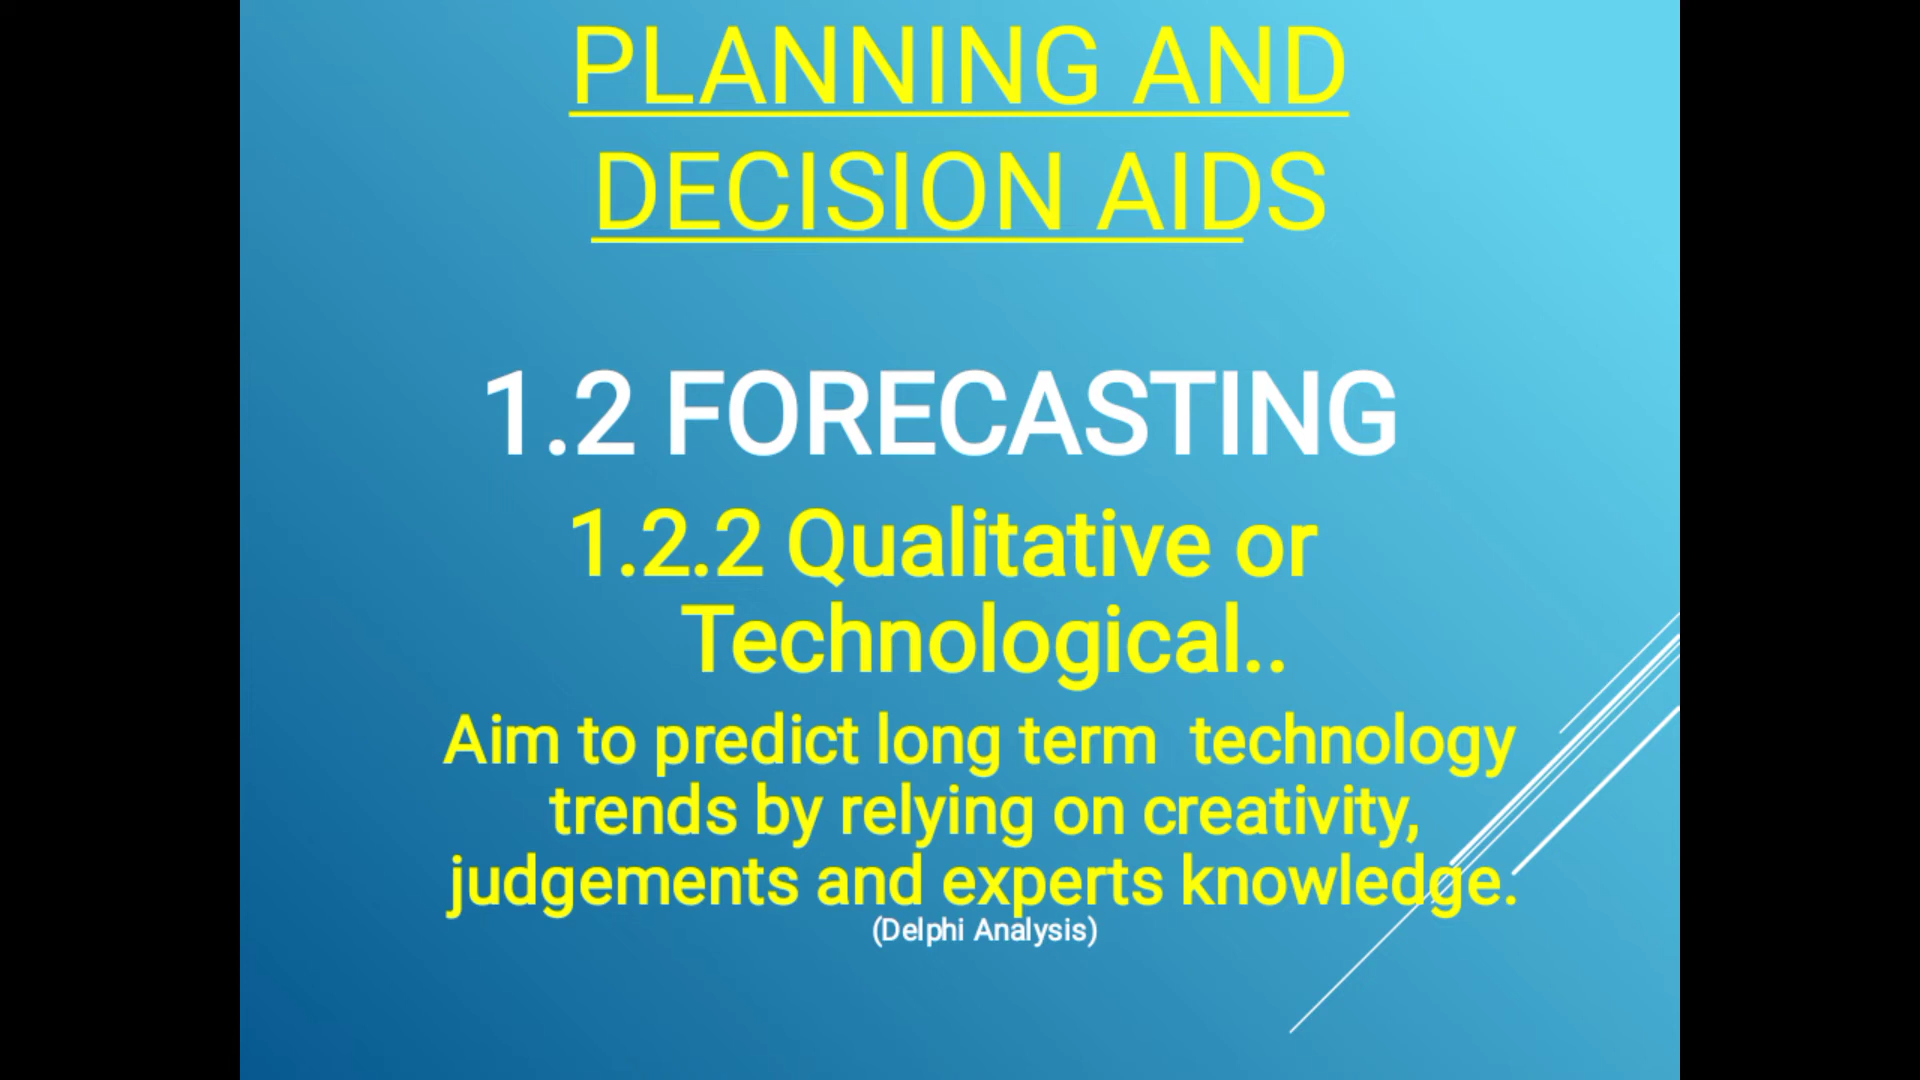 PLANNING AND
DECISION AIDS
1.2 FORECASTING
1.2.2 Qualitative or
Technological..
Aim to predict long term  technology
trends by relying on creativity,
judgements and experts knowledge.
(Delphi Analysis)